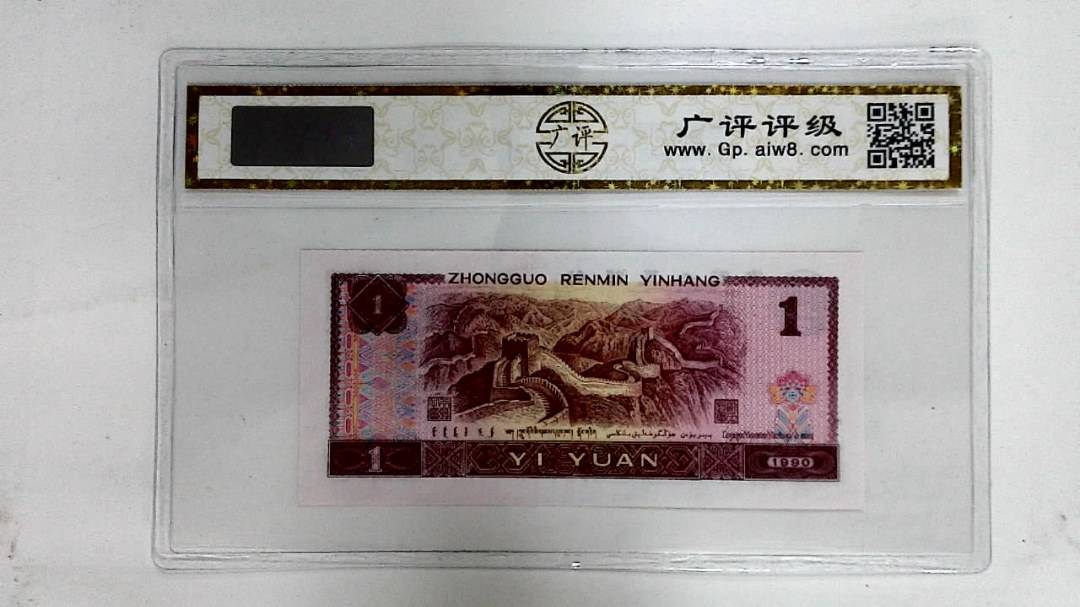 广评
广评评级
www.Gp.aiw8.com
ZHONGGUO RENMIN YINHANG
1
1
1
YI YUAN
1990